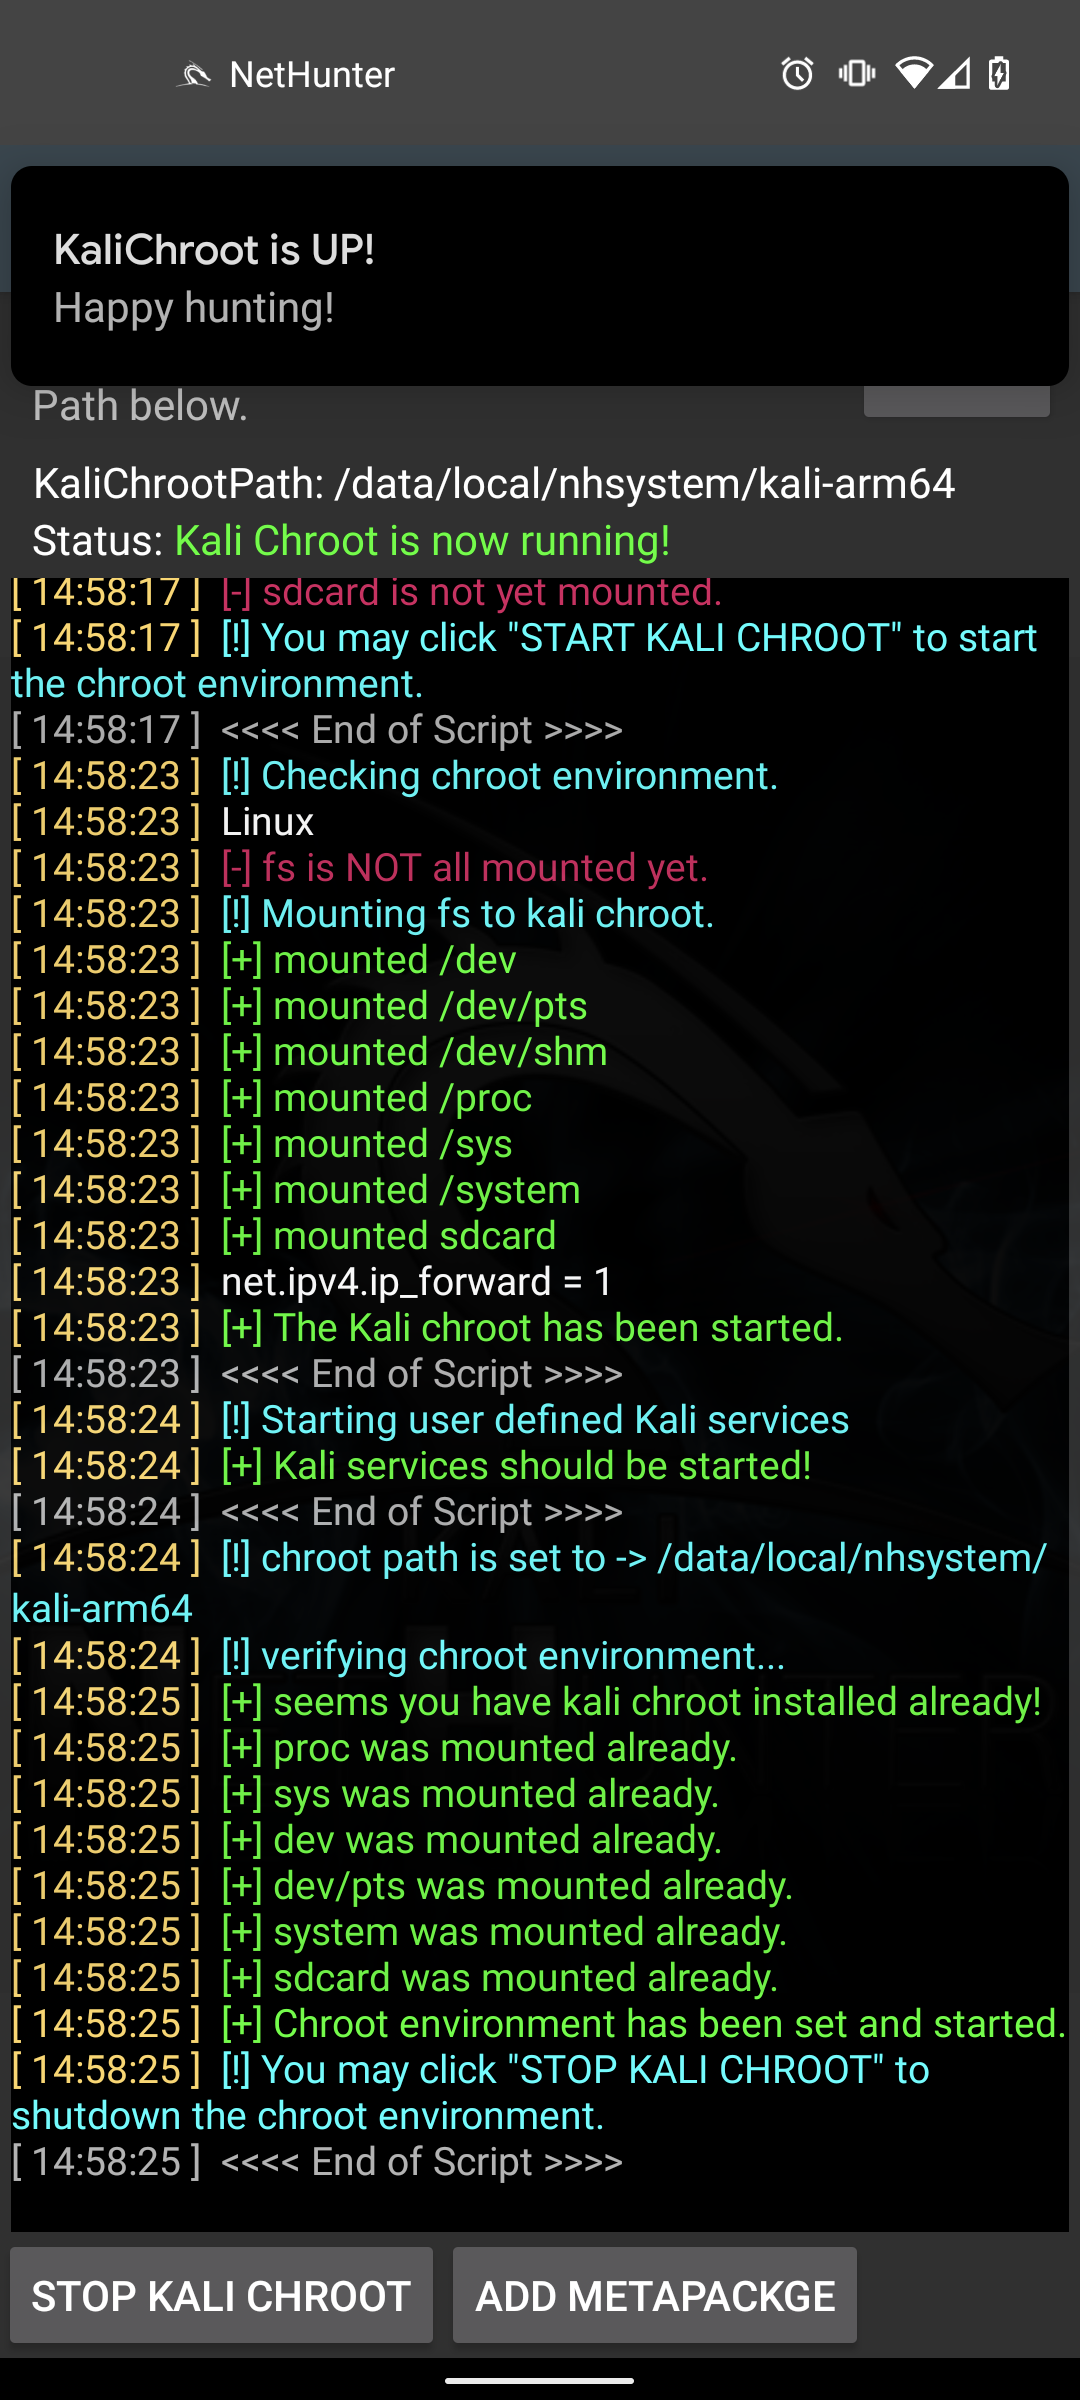 NetHunter
KaliChroot is UP!
Happy hunting!
Path below.
KaliChrootPath: /data/local/nhsystem/kali-arm64
Status: Kali Chroot is now running!
[ 14:58:17 ] [-] sdcard is not yet mounted.
[ 14:58:17 ] [!] You may click "START KALI CHROOT" to start
the chroot environment.
[ 14:58:17 ] <<<< End of Script >>>>
[ 14:58:23 ] [!] Checking chroot environment.
[ 14:58:23 ] Linux
[ 14:58:23 ] [-] fs is NOT all mounted yet.
[ 14:58:23 ] [!] Mounting fs to kali chroot.
[ 14:58:23 ] [+] mounted /dev
[ 14:58:23 ] [+] mounted /dev/pts
[ 14:58:23 ] [+] mounted /dev/shm
[ 14:58:23 ] [+] mounted /proc
[ 14:58:23 ] [+] mounted /sys
[ 14:58:23 ] [+] mounted /system
[ 14:58:23 ] [+] mounted sdcard
[ 14:58:23 ] net.ipv4.ip_forward = 1
[ 14:58:23 ] [+] The Kali chroot has been started.
[ 14:58:23 ] <<<< End of Script >>>>
[ 14:58:24 ] [!] Starting user defined Kali services
[ 14:58:24 ] [+] Kali services should be started!
[ 14:58:24 ] <<<< End of Script >>>>
[ 14:58:24 ] [!] chroot path is set to -> /data/local/nhsystem/
kali-arm64
[ 14:58:24 ] [!] verifying chroot environment...
[ 14:58:25 ] [+] seems you have kali chroot installed already!
[ 14:58:25 ] [+] proc was mounted already.
[ 14:58:25 ] [+] sys was mounted already.
[ 14:58:25 ] [+] dev was mounted already.
[ 14:58:25 ] [+] dev/pts was mounted already.
[ 14:58:25 ] [+] system was mounted already.
[ 14:58:25 ] [+] sdcard was mounted already.
[ 14:58:25 ] [+] Chroot environment has been set and started.
[ 14:58:25 ] [!] You may click "STOP KALI CHROOT" to
shutdown the chroot environment.
[ 14:58:25 ] <<<< End of Script >>>>
STOP KALI CHROOT
ADD METAPACKGE